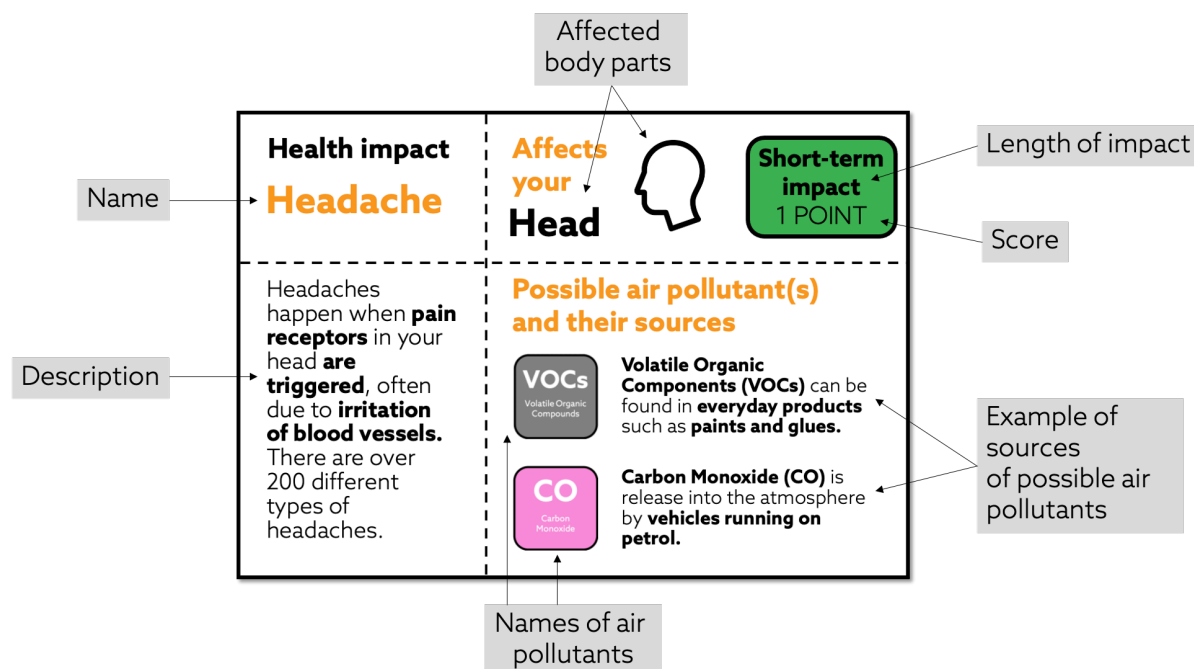 Affected
body parts
Health impact
Headache
Affects
your
Head
Short-term
impact
1 POINT
Length of impact
Name
Score
Headaches
happen when pain
receptors in your
head are
triggered, often
due to irritation
of blood vessels.
There are over
200 different
types of
headaches.
Description
Possible air pollutant(s)
and their sources
VOCs
Volatile Organic
Compounds
Volatile Organic
Components (VOCs) can be
found in everyday products
such as paints and glues.
CO
Carbon
Monoxide
Carbon Monoxide (CO) is
release into the atmosphere
by vehicles running on
petrol.
Example of
sources
of possible air
pollutants
Names of air
pollutants